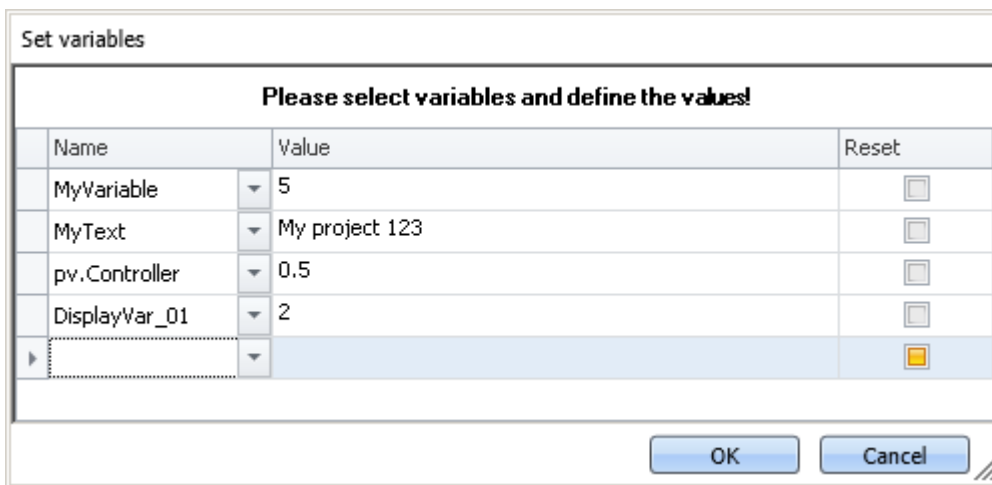 Set variables
Please select variables and define the values!
Name Value Reset
MyVariable 5
MyText My project 123
pv.Controller 0.5
DisplayVar_01 2
OK Cancel